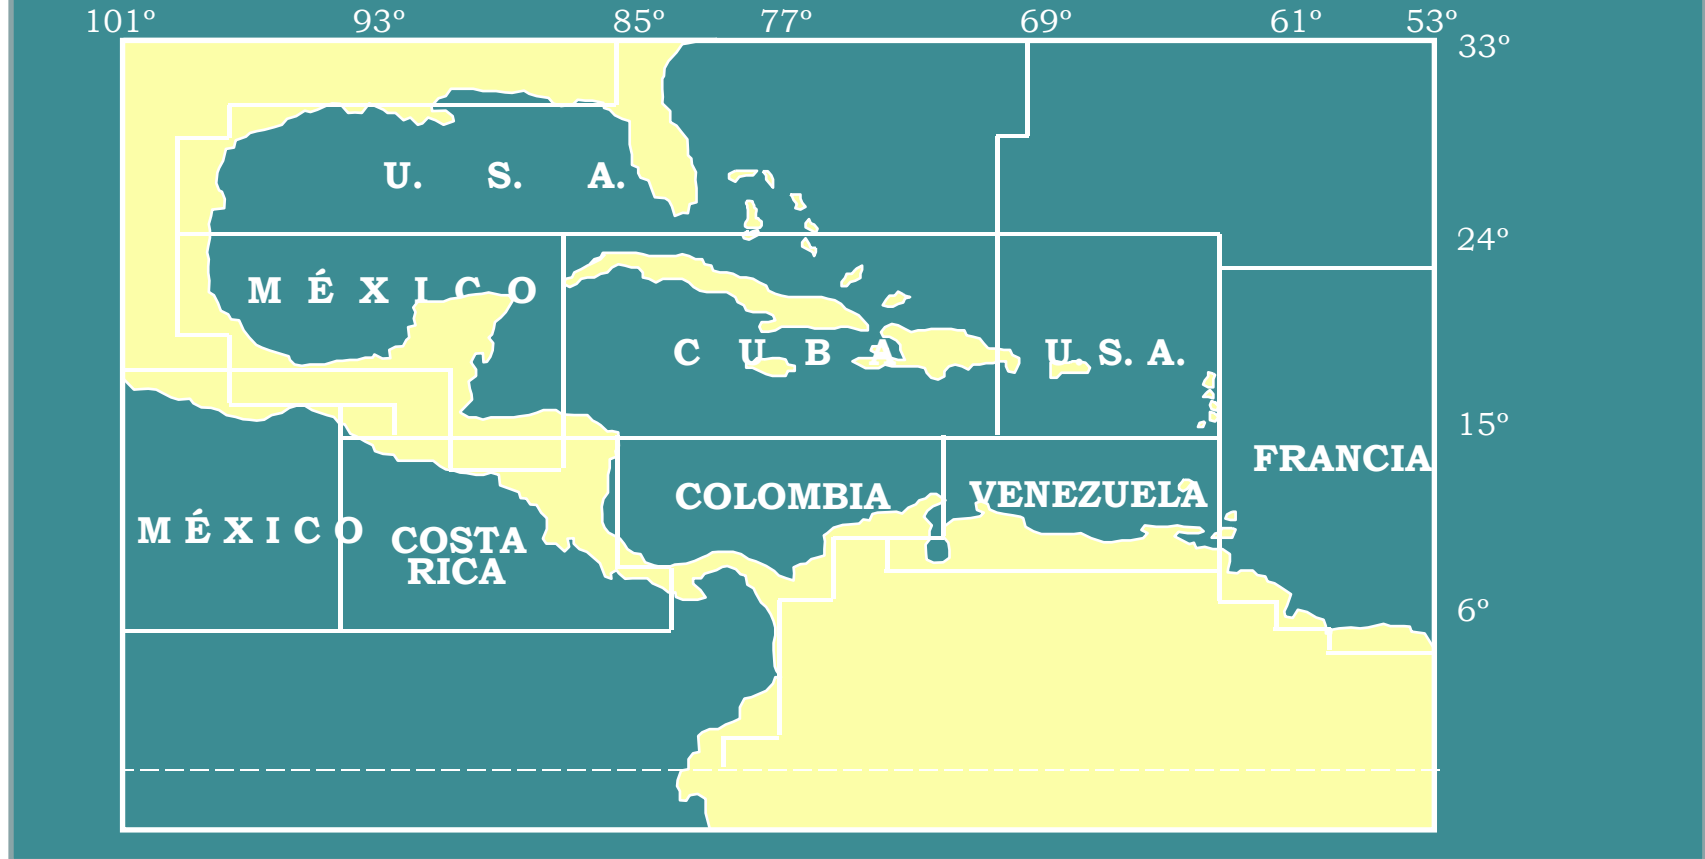 101º 93º 85º 77º 69º 61º 53º
33º
U. S. A.
24º
M É X I C O
C U B A
U. S. A.
15º
FRANCIA
COLOMBIA
VENEZUELA
M É X I C O
COSTA
RICA
6º